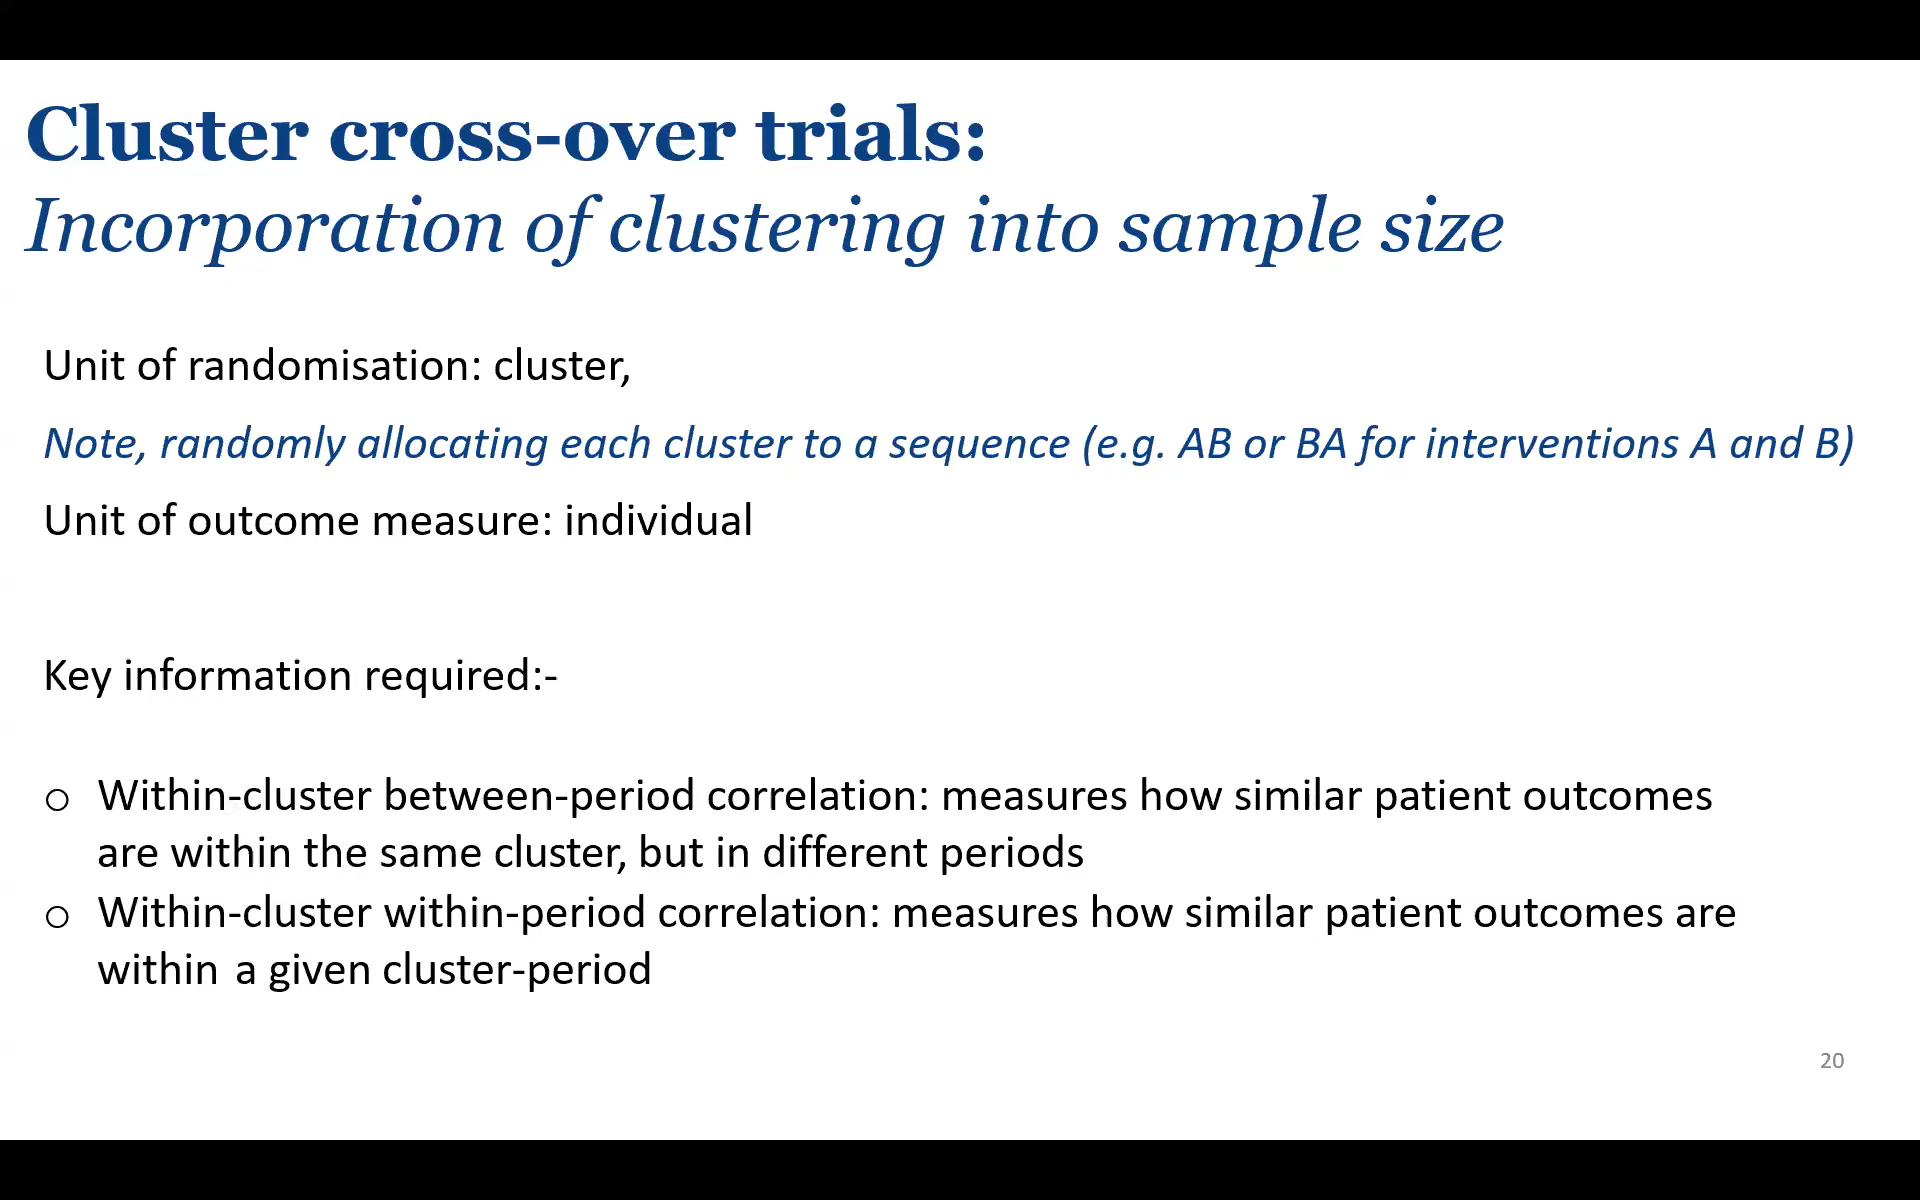 Cluster cross-over trials:
Incorporation of clustering into sample size
Unit of randomisation: cluster,
Note, randomly allocating each cluster to a sequence (e.g. AB or BA for interventions A and B)
Unit of outcome measure: individual
Key information required:-
o Within-cluster between-period correlation: measures how similar patient outcomes
are within the same cluster, but in different periods
o Within-cluster within-period correlation: measures how similar patient outcomes are
within a given cluster-period
20